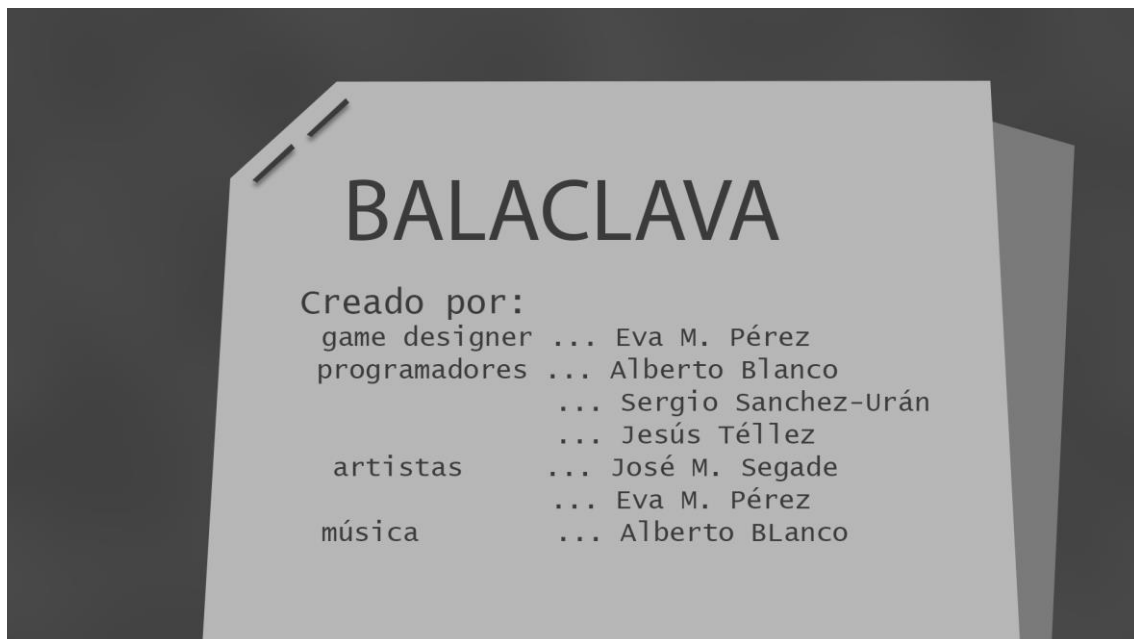 BALACLAVA
Creado por:
game designer ... Eva M. Pérez
programadores ... Alberto Blanco
... Sergio Sanchez-Urán
... Jesús Téllez
artistas ... José M. Segade
... Eva M. Pérez
música ... Alberto BLanco